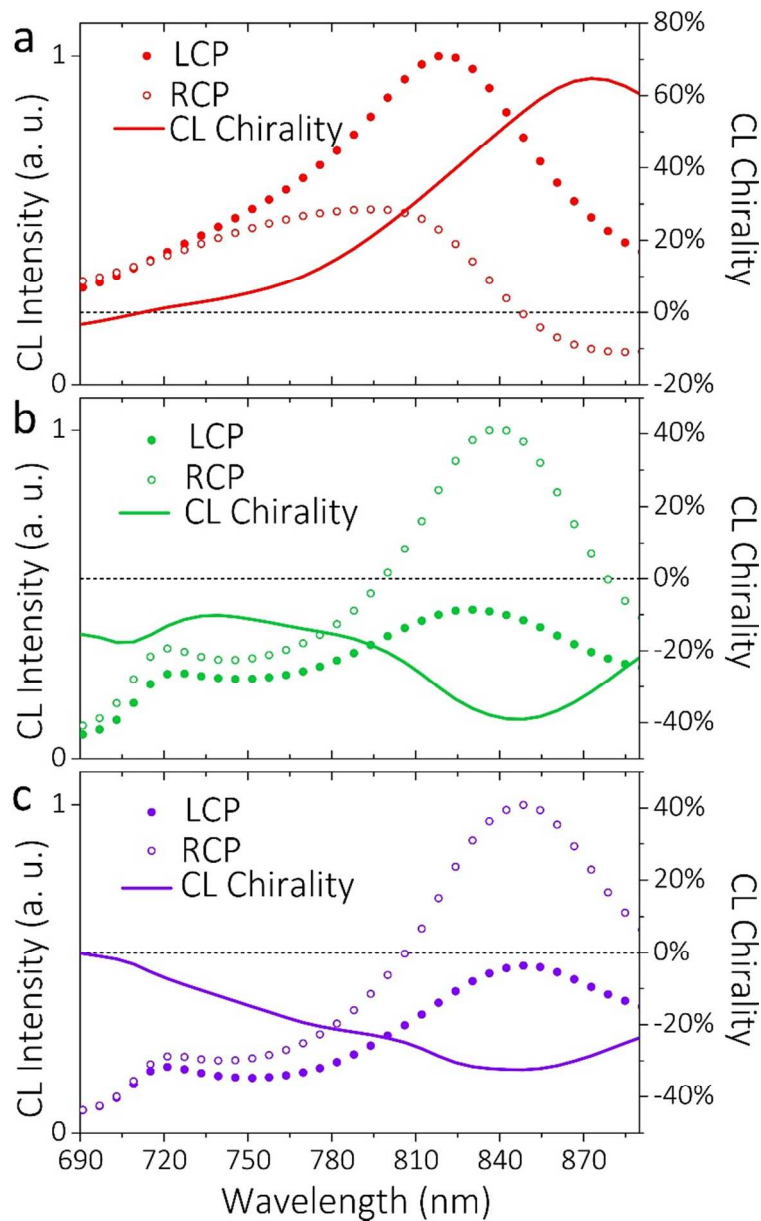 a
LCP
RCP
CL Chirality
CL Intensity (a. u.)
1
0
80%
60%
40%
20%
0%
-20%
CL Chirality
b
LCP
RCP
CL Chirality
CL Intensity (a. u.)
1
0
40%
20%
0%
-20%
-40%
CL Chirality
c
LCP
RCP
CL Chirality
CL Intensity (a. u.)
1
0
40%
20%
0%
-20%
-40%
CL Chirality
690 720 750 780 810 840 870
Wavelength (nm)